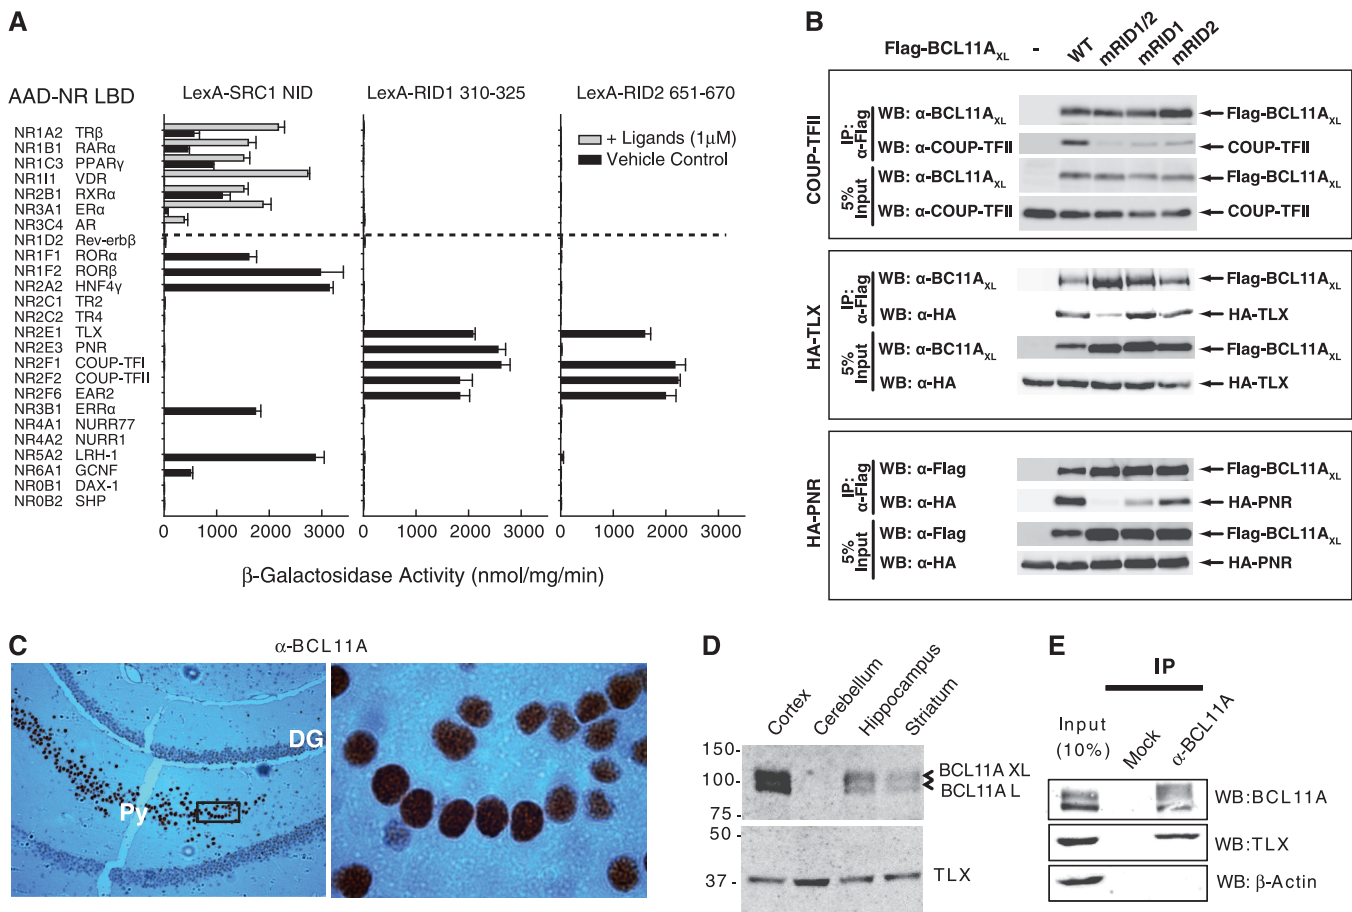 A
AAD-NR LBD
LexA-SRC1 NID
LexA-RID1 310-325
LexA-RID2 651-670
+ Ligands (1μM)
Vehicle Control
NR1A2 TRβ
NR1B1 RARα
NR1C3 PPARγ
NR1I1 VDR
NR2B1 RXRα
NR3A1 ERα
NR3C4 AR
NR1D2 Rev-erbβ
NR1F1 RORα
NR1F2 RORβ
NR2A2 HNF4γ
NR2C1 TR2
NR2C2 TR4
NR2E1 TLX
NR2E3 PNR
NR2F1 COUP-TFI
NR2F2 COUP-TFII
NR2F6 EAR2
NR3B1 ERRα
NR4A1 NURR77
NR4A2 NURR1
NR5A2 LRH-1
NR6A1 GCNF
NR0B1 DAX-1
NR0B2 SHP
0 1000 2000 3000 0 1000 2000 3000 0 1000 2000 3000
β-Galactosidase Activity (nmol/mg/min)
B
Flag-BCL11AXL - WT mRID1/2 mRID1 mRID2
COUP-TFII
IP: α-Flag
WB: α-BCL11AXL Flag-BCL11AXL
WB: α-COUP-TFII COUP-TFII
5% Input
WB: α-BCL11AXL Flag-BCL11AXL
WB: α-COUP-TFII COUP-TFII
HA-TLX
IP: α-Flag
WB: α-BC11AXL Flag-BCL11AXL
WB: α-HA HA-TLX
5% Input
WB: α-BC11AXL Flag-BCL11AXL
WB: α-HA HA-TLX
HA-PNR
IP: α-Flag
WB: α-Flag Flag-BCL11AXL
WB: α-HA HA-PNR
5% Input
WB: α-Flag Flag-BCL11AXL
WB: α-HA HA-PNR
C
α-BCL11A
DG
Py
D
Cortex Cerebellum Hippocampus Striatum
150-
100-
75-
50-
37-
BCL11A XL
BCL11A L
TLX
E
IP
Input (10%)
Mock
α-BCL11A
WB:BCL11A
WB:TLX
WB: β-Actin